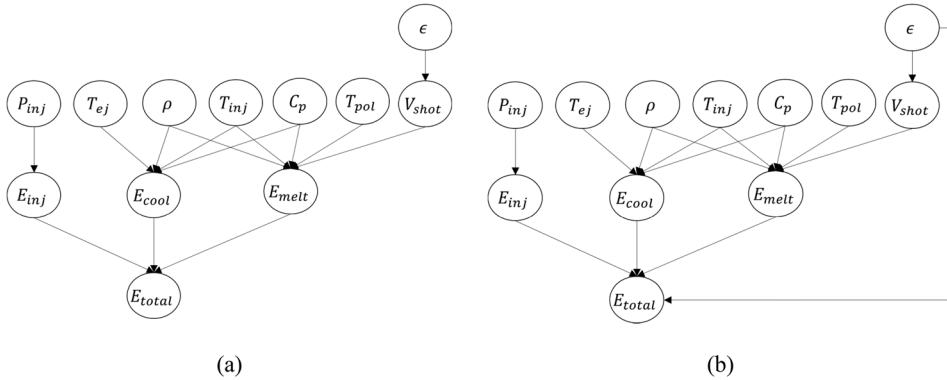 ϵ ϵ
P_inj T_ej ρ T_inj C_p T_pol V_shot P_inj T_ej ρ T_inj C_p T_pol V_shot
E_inj E_cool E_melt E_inj E_cool E_melt
E_total E_total
(a) (b)